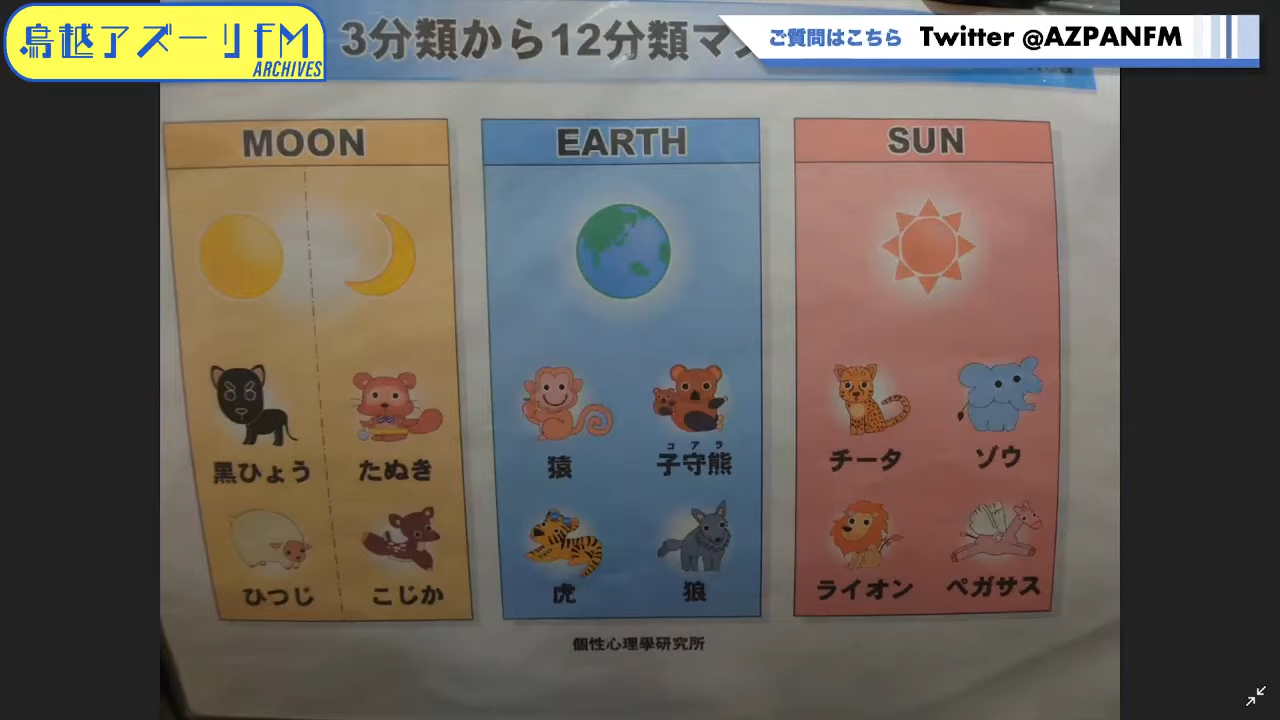 鳥越アズーリFM
ARCHIVES
3分類から12分類マ
ご質問はこちら Twitter @AZPANFM
MOON
EARTH
SUN
黒ひょう
たぬき
猿
コアラ
子守熊
チータ
ゾウ
ひつじ
こじか
虎
狼
ライオン
ペガサス
個性心理學研究所